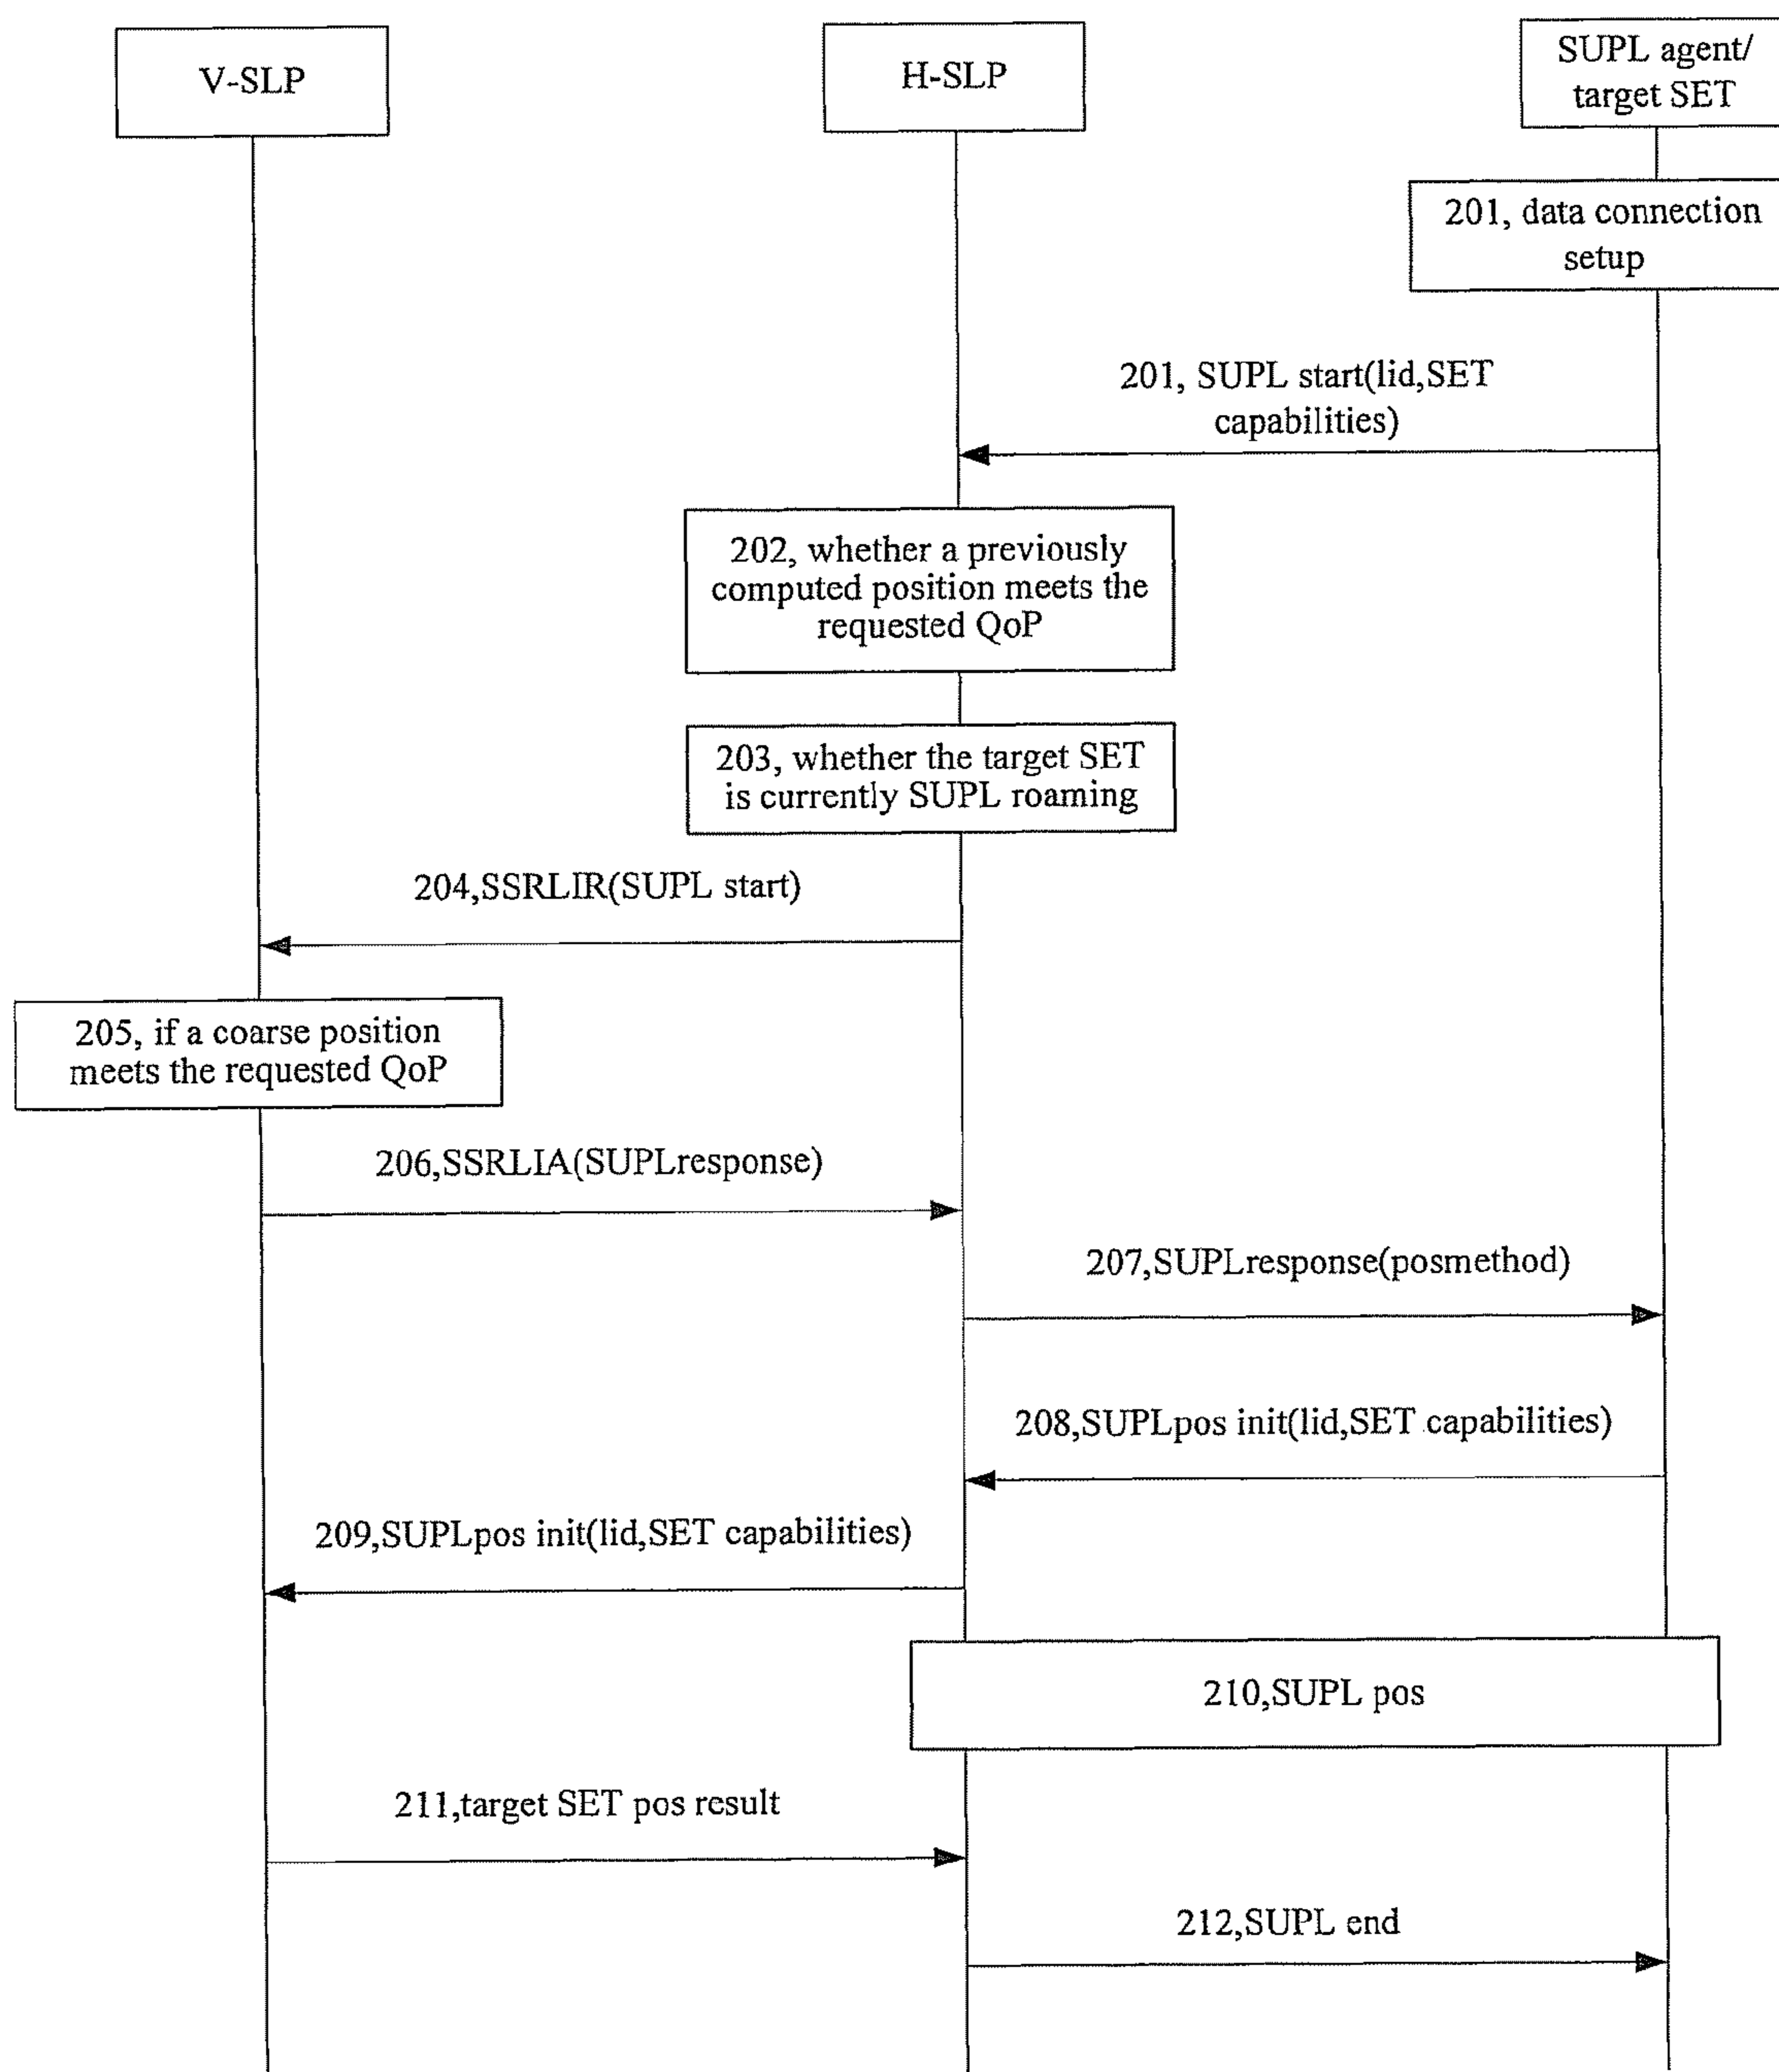 V-SLP
H-SLP
SUPL agent/
target SET
201, data connection
setup
201, SUPL start(lid,SET
capabilities)
202, whether a previously
computed position meets the
requested QoP
203, whether the target SET
is currently SUPL roaming
204,SSRLIR(SUPL start)
205, if a coarse position
meets the requested QoP
206,SSRLIA(SUPLresponse)
207,SUPLresponse(posmethod)
208,SUPLpos init(lid,SET capabilities)
209,SUPLpos init(lid,SET capabilities)
210,SUPL pos
211,target SET pos result
212,SUPL end